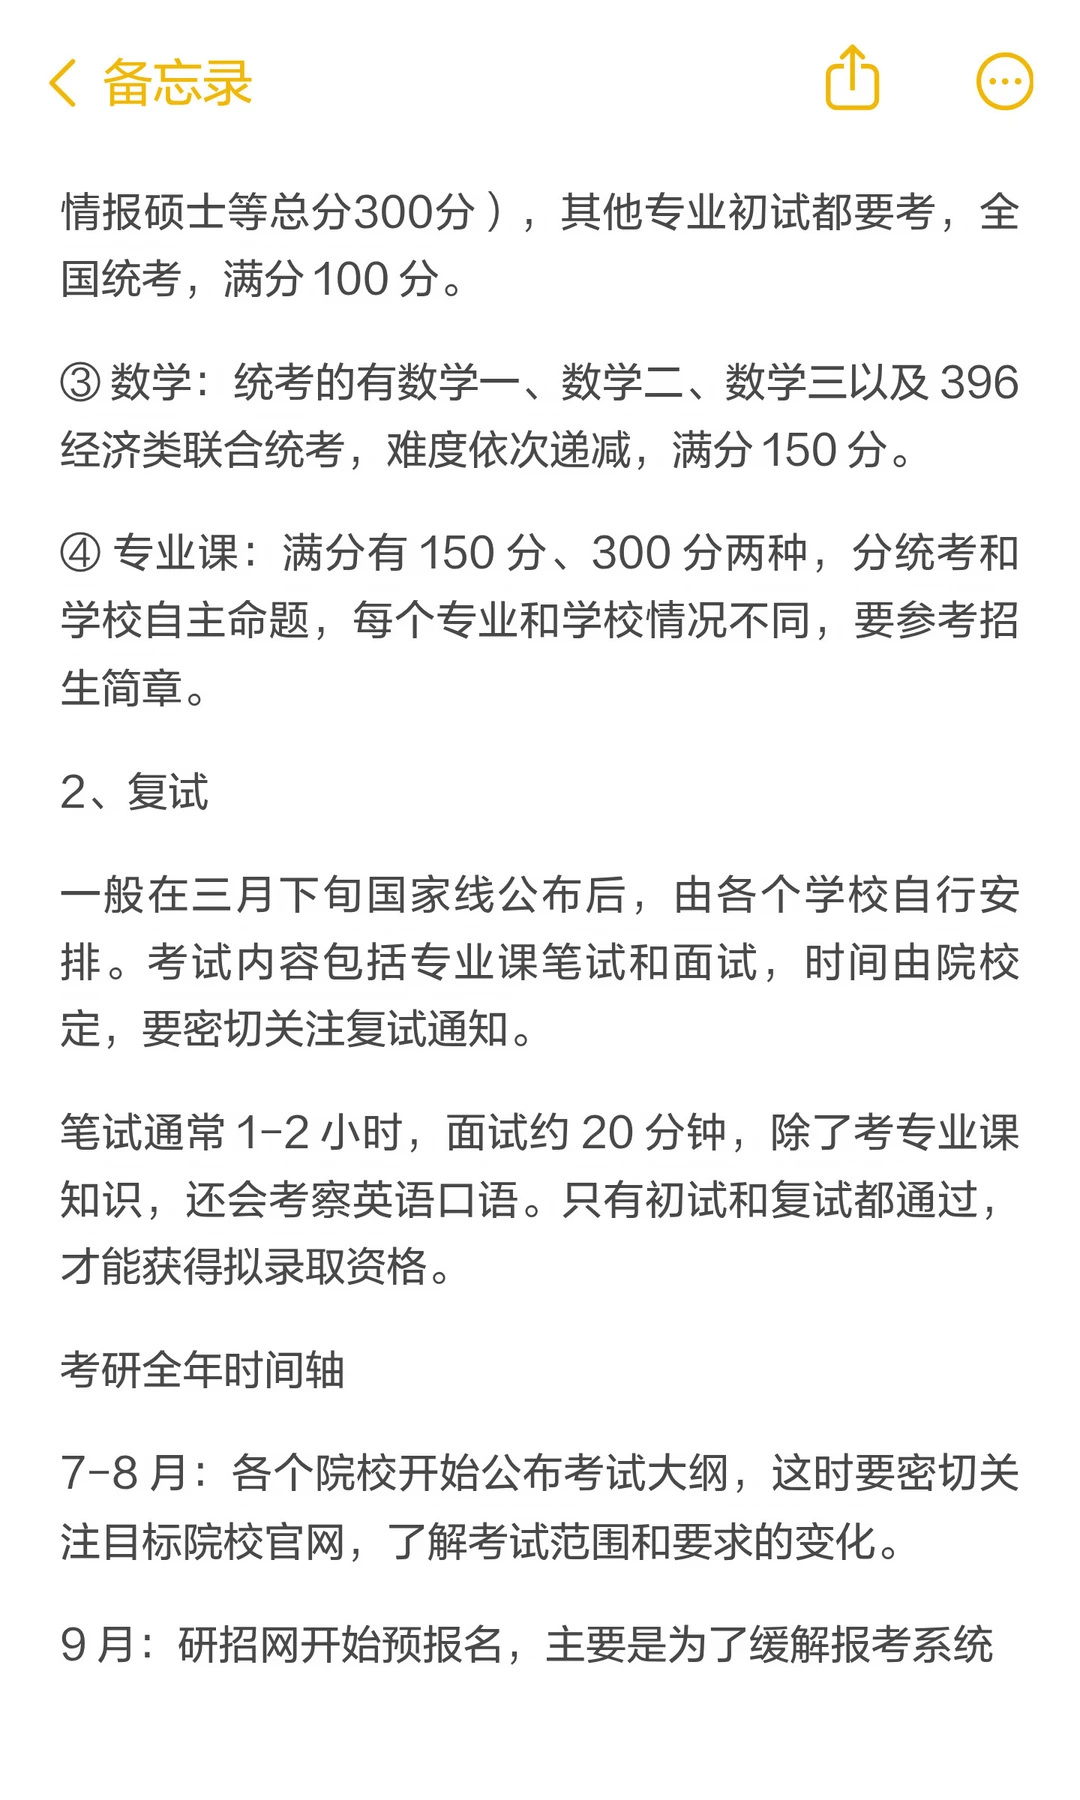 备忘录
情报硕士等总分300分），其他专业初试都要考，全
国统考，满分 100 分。
③ 数学：统考的有数学一、数学二、数学三以及 396
经济类联合统考，难度依次递减，满分 150 分。
④ 专业课：满分有 150 分、300 分两种，分统考和
学校自主命题，每个专业和学校情况不同，要参考招
生简章。
2、复试
一般在三月下旬国家线公布后，由各个学校自行安
排。考试内容包括专业课笔试和面试，时间由院校
定，要密切关注复试通知。
笔试通常 1-2 小时，面试约 20 分钟，除了考专业课
知识，还会考察英语口语。只有初试和复试都通过，
才能获得拟录取资格。
考研全年时间轴
7-8 月：各个院校开始公布考试大纲，这时要密切关
注目标院校官网，了解考试范围和要求的变化。
9 月：研招网开始预报名，主要是为了缓解报考系统